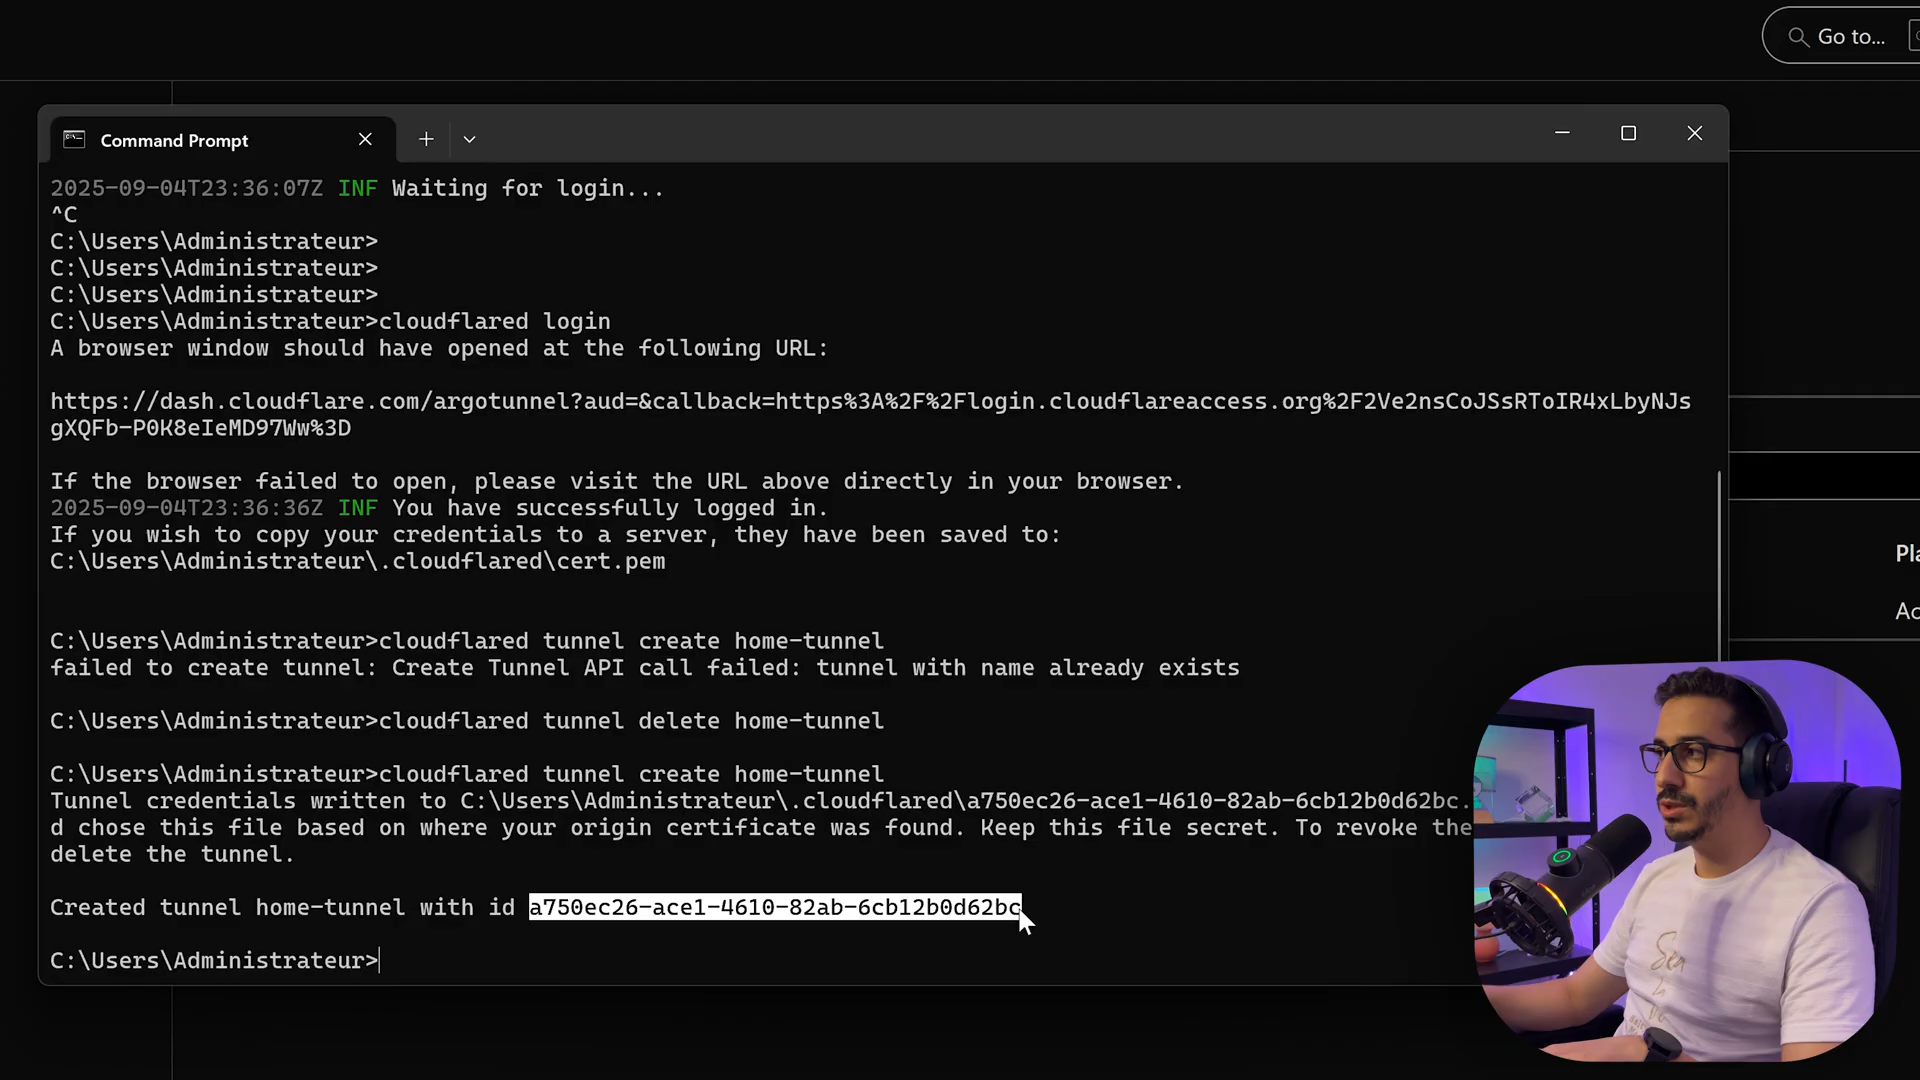 Go to...
Command Prompt
2025-09-04T23:36:07Z INF Waiting for login...
^C
C:\Users\Administrateur>
C:\Users\Administrateur>
C:\Users\Administrateur>
C:\Users\Administrateur>cloudflared login
A browser window should have opened at the following URL:
https://dash.cloudflare.com/argotunnel?aud=&callback=https%3A%2F%2Flogin.cloudflareaccess.org%2F2Ve2nsCoJSsRToIR4xLbyNJs
gXQFb-P0K8eIeMD97Ww%3D
If the browser failed to open, please visit the URL above directly in your browser.
2025-09-04T23:36:36Z INF You have successfully logged in.
If you wish to copy your credentials to a server, they have been saved to:
C:\Users\Administrateur\.cloudflared\cert.pem
C:\Users\Administrateur>cloudflared tunnel create home-tunnel
failed to create tunnel: Create Tunnel API call failed: tunnel with name already exists
C:\Users\Administrateur>cloudflared tunnel delete home-tunnel
C:\Users\Administrateur>cloudflared tunnel create home-tunnel
Tunnel credentials written to C:\Users\Administrateur\.cloudflared\a750ec26-ace1-4610-82ab-6cb12b0d62bc.
d chose this file based on where your origin certificate was found. Keep this file secret. To revoke the
delete the tunnel.
Created tunnel home-tunnel with id a750ec26-ace1-4610-82ab-6cb12b0d62bc
C:\Users\Administrateur>